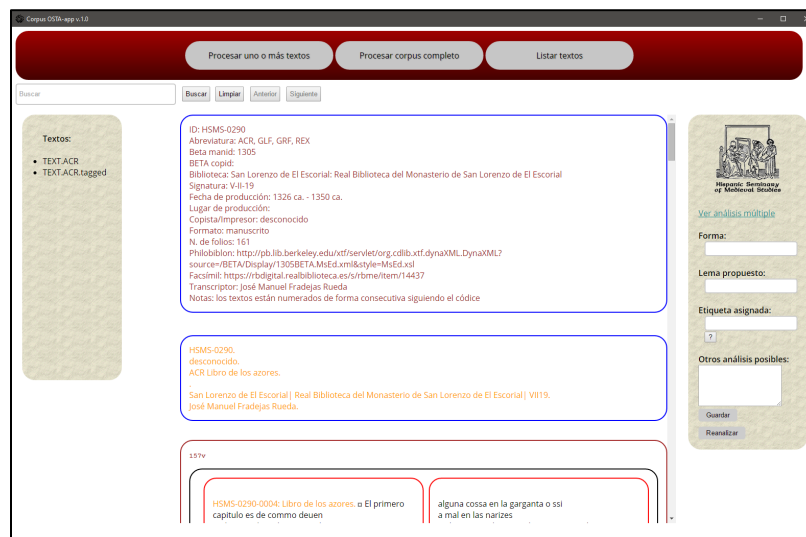 Corpus OSTA-app v.1.0
Procesar uno o más textos
Procesar corpus completo
Listar textos
Buscar
Buscar
Limpiar
Anterior
Siguiente
Textos:
TEXT.ACR
TEXT.ACR.tagged
ID: HSMS-0290
Abreviatura: ACR, GLF, GRF, REX
Beta manid: 1305
BETA copid:
Biblioteca: San Lorenzo de El Escorial: Real Biblioteca del Monasterio de San Lorenzo de El Escorial
Signatura: V-II-19
Fecha de producción: 1326 ca. - 1350 ca.
Lugar de producción:
Copista/Impresor: desconocido
Formato: manuscrito
N. de folios: 161
Philobiblon: http://pb.lib.berkeley.edu/xtf/servlet/org.cdlib.xtf.dynaXML.DynaXML?
source=/BETA/Display/1305BETA.MsEd.xml&style=MsEd.xsl
Facsímil: https://rbdigital.realbiblioteca.es/s/rbme/item/14437
Transcriptor: José Manuel Fradejas Rueda
Notas: los textos están numerados de forma consecutiva siguiendo el códice
HSMS-0290.
desconocido.
ACR Libro de los azores.
.
San Lorenzo de El Escorial| Real Biblioteca del Monasterio de San Lorenzo de El Escorial| VII19.
José Manuel Fradejas Rueda.
157v
HSMS-0290-0004: Libro de los azores. ¤ El primero
capitulo es de commo deuen
alguna cossa en la garganta o ssi
a mal en las narizes
Hispanic Seminary
of Medieval Studies
Ver análisis múltiple
Forma:
Lema propuesto:
Etiqueta asignada:
?
Otros análisis posibles:
Guardar
Reanalizar